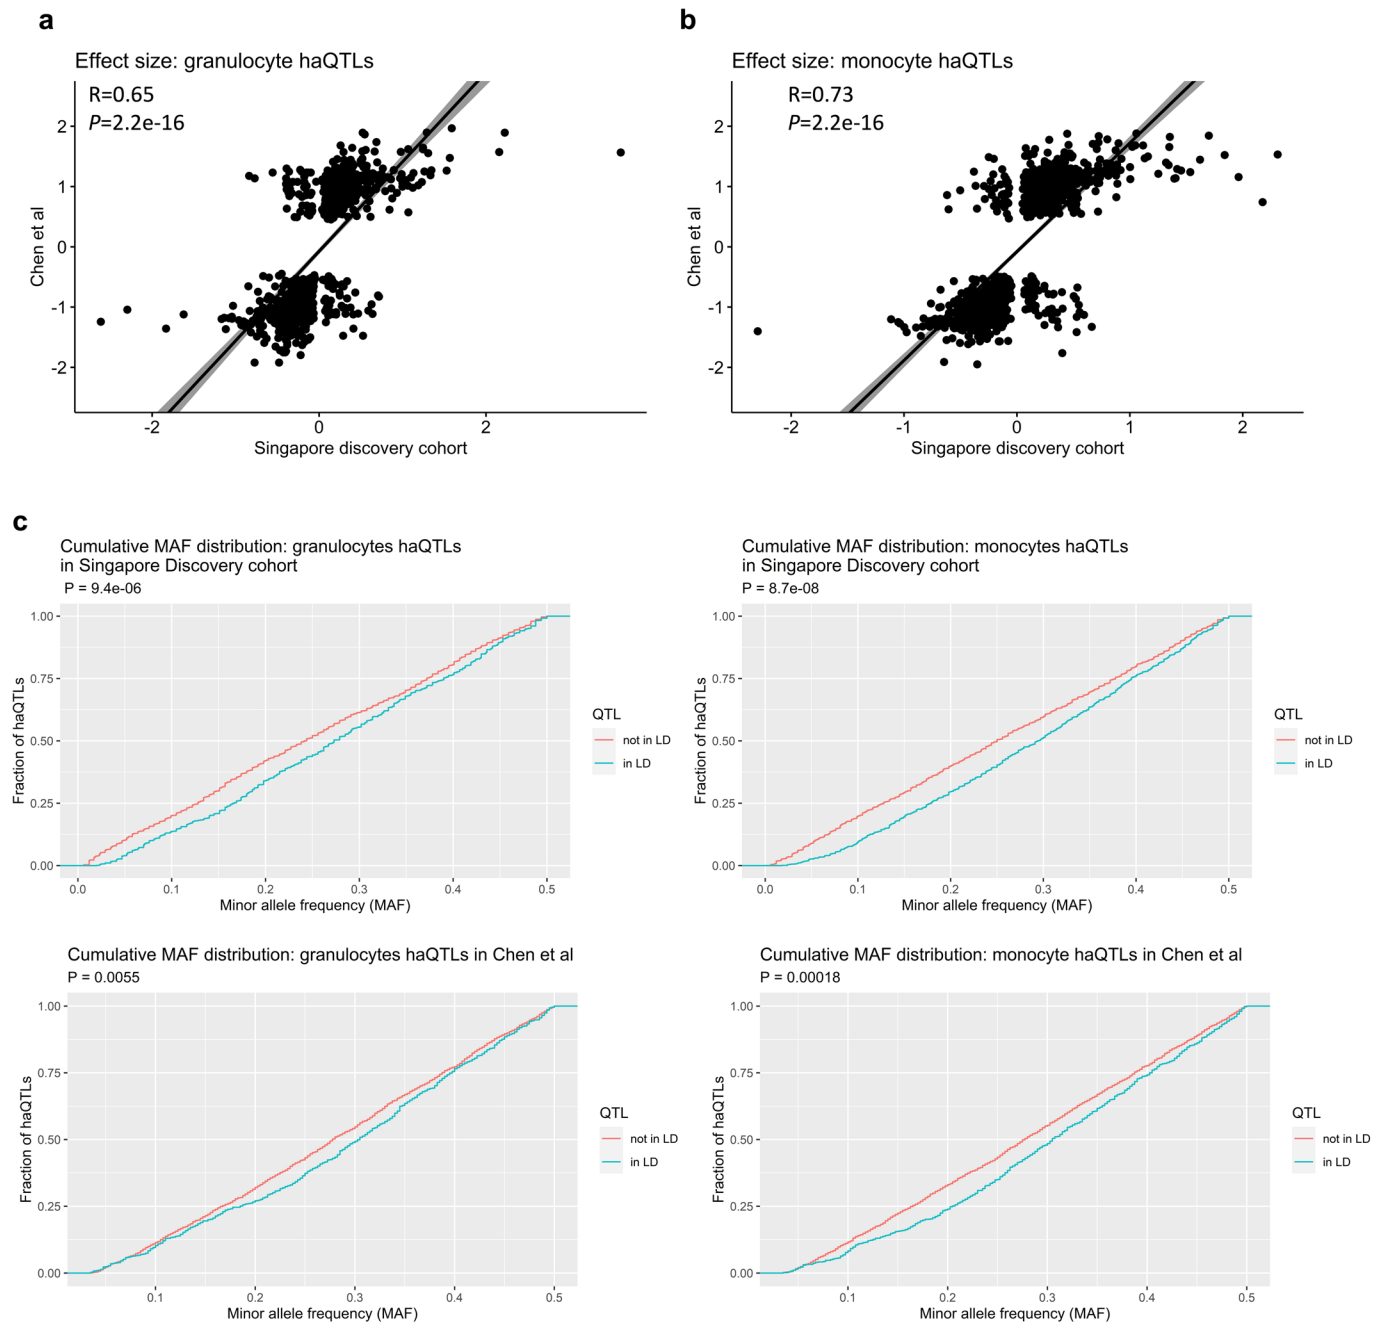 a
Effect size: granulocyte haQTLs
R=0.65
P=2.2e-16
2
1
0
-1
-2
Chen et al
-2
0
2
Singapore discovery cohort
b
Effect size: monocyte haQTLs
R=0.73
P=2.2e-16
2
1
0
-1
-2
Chen et al
-2
-1
0
1
2
Singapore discovery cohort
c
Cumulative MAF distribution: granulocytes haQTLs
in Singapore Discovery cohort
P = 9.4e-06
1.00
0.75
0.50
0.25
0.00
Fraction of haQTLs
0.0
0.1
0.2
0.3
0.4
0.5
Minor allele frequency (MAF)
QTL
not in LD
in LD
Cumulative MAF distribution: monocytes haQTLs
in Singapore Discovery cohort
P = 8.7e-08
1.00
0.75
0.50
0.25
0.00
Fraction of haQTLs
0.0
0.1
0.2
0.3
0.4
0.5
Minor allele frequency (MAF)
QTL
not in LD
in LD
Cumulative MAF distribution: granulocytes haQTLs in Chen et al
P = 0.0055
1.00
0.75
0.50
0.25
0.00
Fraction of haQTLs
0.1
0.2
0.3
0.4
0.5
Minor allele frequency (MAF)
QTL
not in LD
in LD
Cumulative MAF distribution: monocyte haQTLs in Chen et al
P = 0.00018
1.00
0.75
0.50
0.25
0.00
Fraction of haQTLs
0.1
0.2
0.3
0.4
0.5
Minor allele frequency (MAF)
QTL
not in LD
in LD